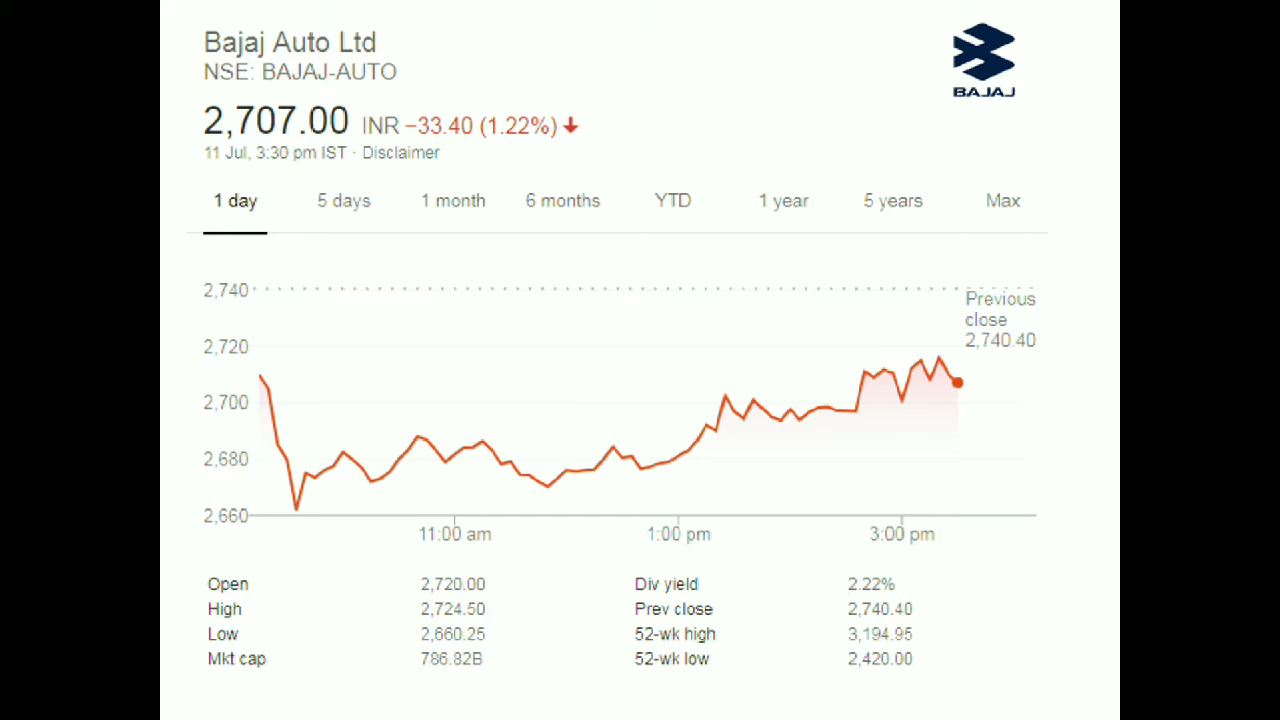 Bajaj Auto Ltd
NSE: BAJAJ-AUTO
BAJAJ
2,707.00 INR −33.40 (1.22%)
11 Jul, 3:30 pm IST · Disclaimer
1 day 5 days 1 month 6 months YTD 1 year 5 years Max
2,740
Previous
close
2,740.40
2,720
2,700
2,680
2,660
11:00 am 1:00 pm 3:00 pm
Open 2,720.00 Div yield 2.22%
High 2,724.50 Prev close 2,740.40
Low 2,660.25 52-wk high 3,194.95
Mkt cap 786.82B 52-wk low 2,420.00